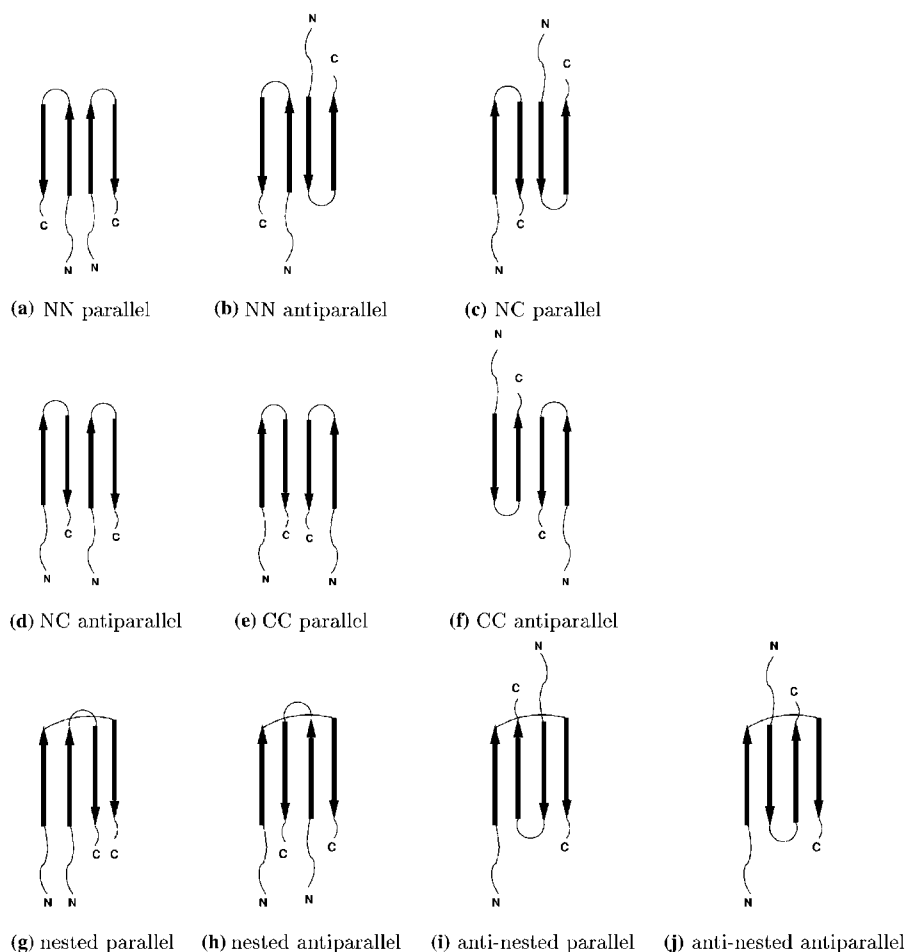 N
N
C
C
C
C
C
C
N
N
N
N
(a) NN parallel
(b) NN antiparallel
(c) NC parallel
N
C
C
C
C
C
C
N
N
N
N
N
(d) NC antiparallel
(e) CC parallel
(f) CC antiparallel
N
N
C
C
C
C
C
C
C
C
N
N
N
N
N
N
(g) nested parallel
(h) nested antiparallel
(i) anti-nested parallel
(j) anti-nested antiparallel